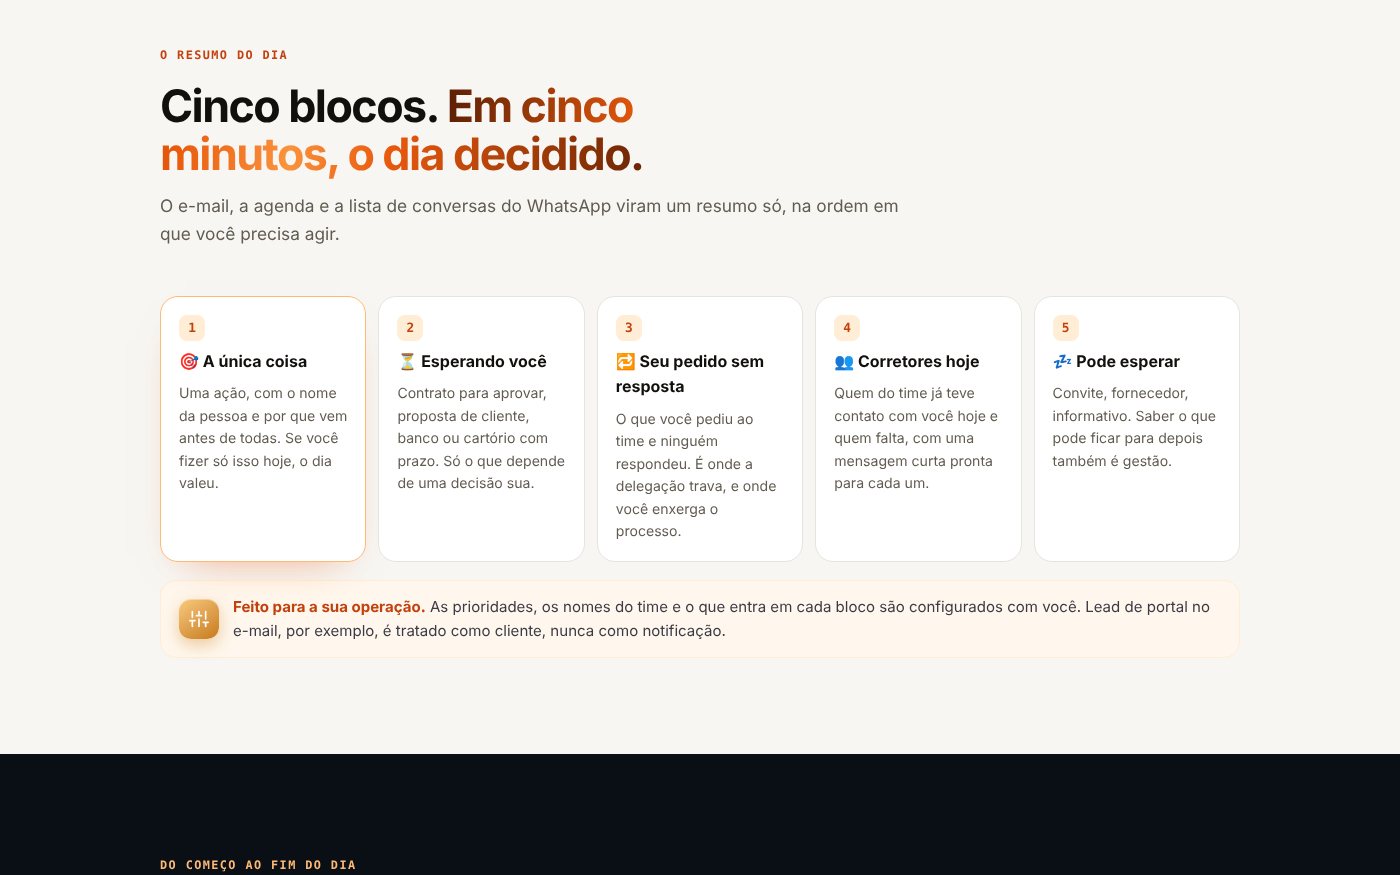 O RESUMO DO DIA
Cinco blocos. Em cinco
minutos, o dia decidido.
O e-mail, a agenda e a lista de conversas do WhatsApp viram um resumo só, na ordem em
que você precisa agir.
1
🎯 A única coisa
Uma ação, com o nome
da pessoa e por que vem
antes de todas. Se você
fizer só isso hoje, o dia
valeu.
2
⏳ Esperando você
Contrato para aprovar,
proposta de cliente,
banco ou cartório com
prazo. Só o que depende
de uma decisão sua.
3
🔁 Seu pedido sem
resposta
O que você pediu ao
time e ninguém
respondeu. É onde a
delegação trava, e onde
você enxerga o
processo.
4
👥 Corretores hoje
Quem do time já teve
contato com você hoje e
quem falta, com uma
mensagem curta pronta
para cada um.
5
💤 Pode esperar
Convite, fornecedor,
informativo. Saber o que
pode ficar para depois
também é gestão.
Feito para a sua operação. As prioridades, os nomes do time e o que entra em cada bloco são configurados com você. Lead de portal no
e-mail, por exemplo, é tratado como cliente, nunca como notificação.
DO COMEÇO AO FIM DO DIA